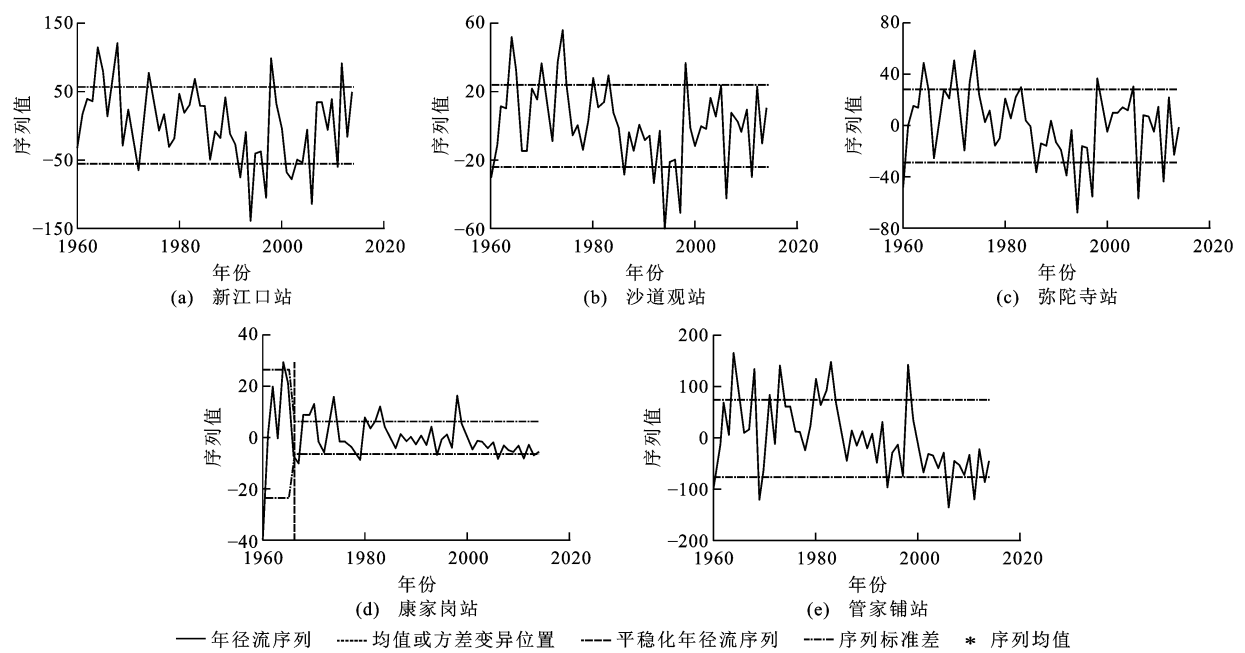 150
50
−50
−150
序列值
1960
1980
2000
2020
年份
(a) 新江口站
60
20
−20
−60
序列值
1960
1980
2000
2020
年份
(b) 沙道观站
80
40
0
−40
−80
序列值
1960
1980
2000
2020
年份
(c) 弥陀寺站
40
20
0
−20
−40
序列值
1960
1980
2000
2020
年份
(d) 康家岗站
200
100
0
−100
−200
序列值
1960
1980
2000
2020
年份
(e) 管家铺站
年径流序列 均值或方差变异位置 平稳化年径流序列 序列标准差 * 序列均值